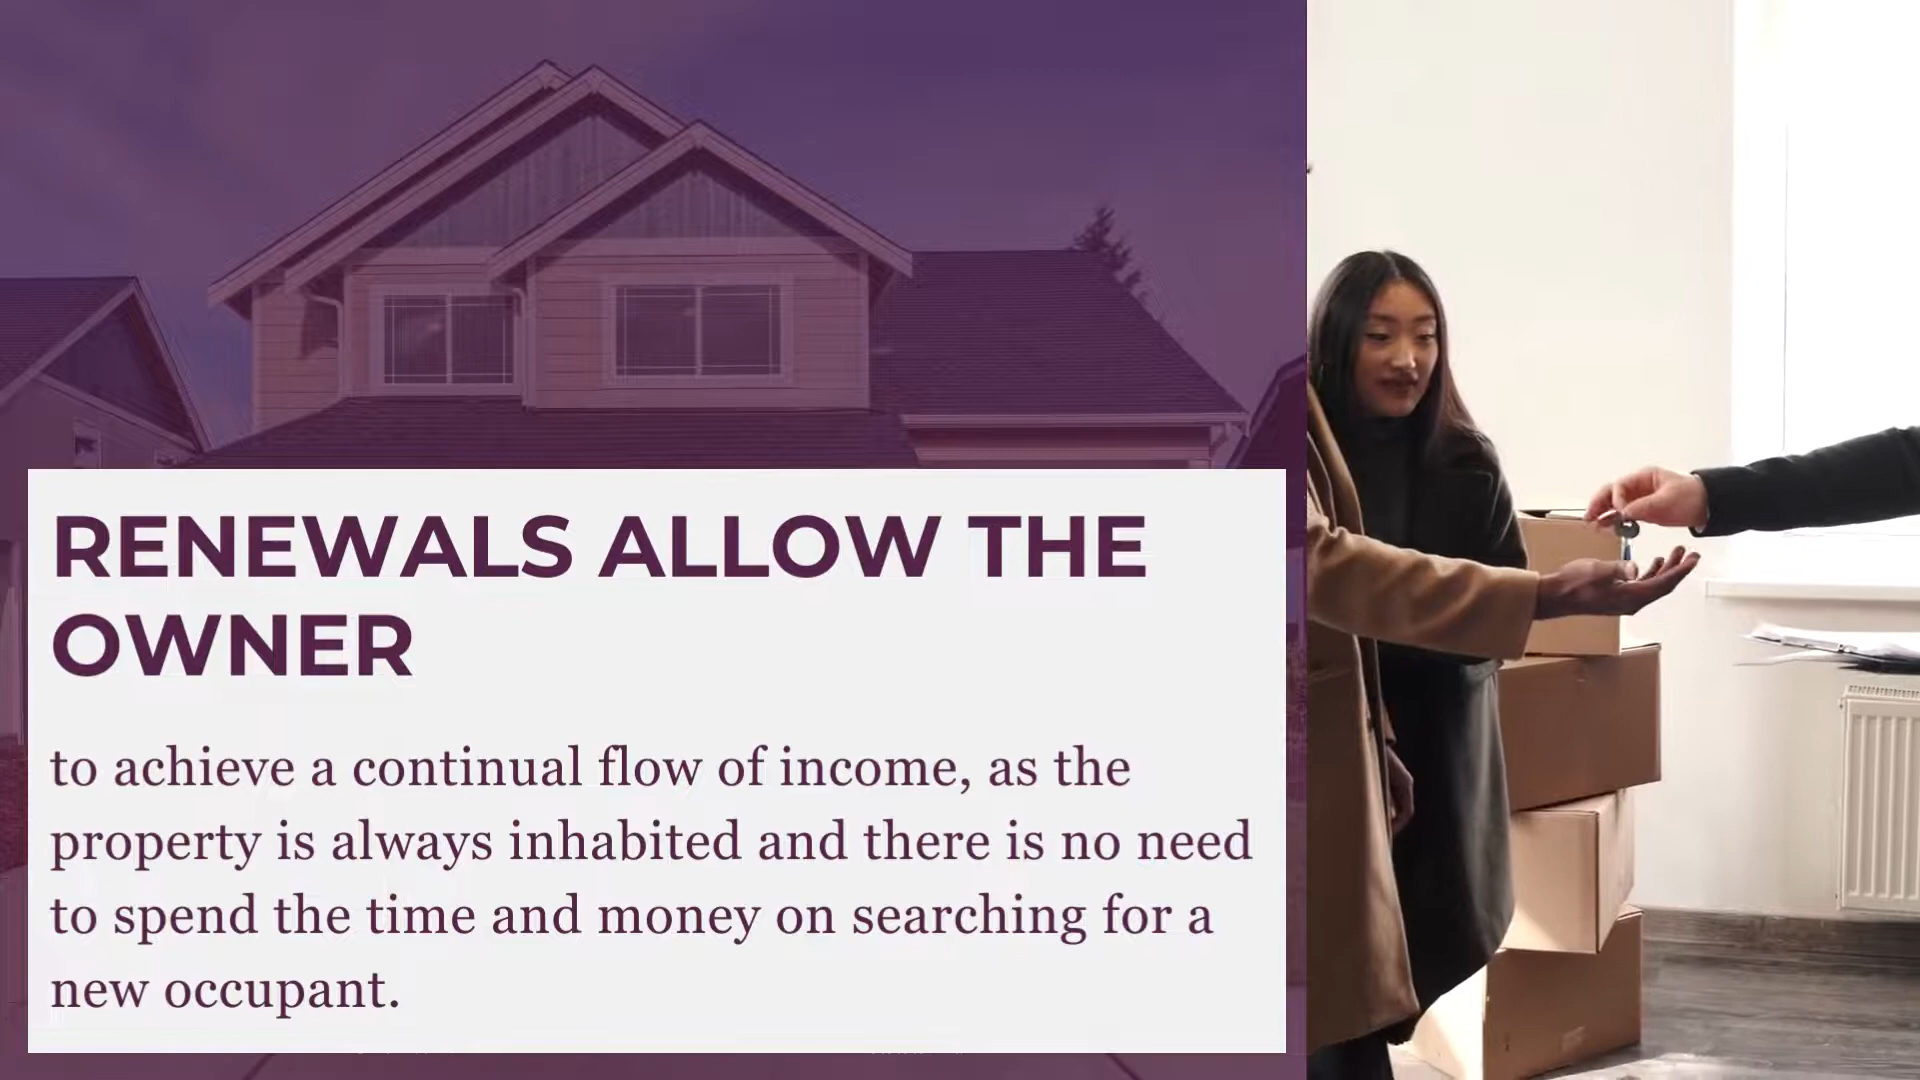 RENEWALS ALLOW THE
OWNER
to achieve a continual flow of income, as the
property is always inhabited and there is no need
to spend the time and money on searching for a
new occupant.